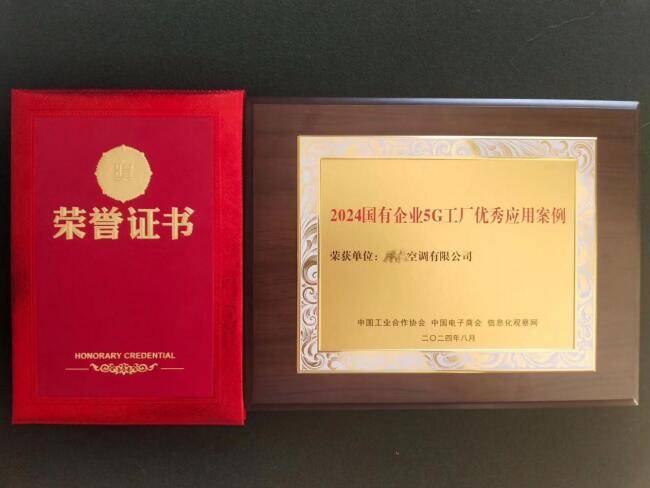 荣誉证书
HONORARY CREDENTIAL
2024国有企业5G工厂优秀应用案例
荣获单位：空调有限公司
中国工业合作协会 中国电子商会 信息化观察网
二〇二四年八月